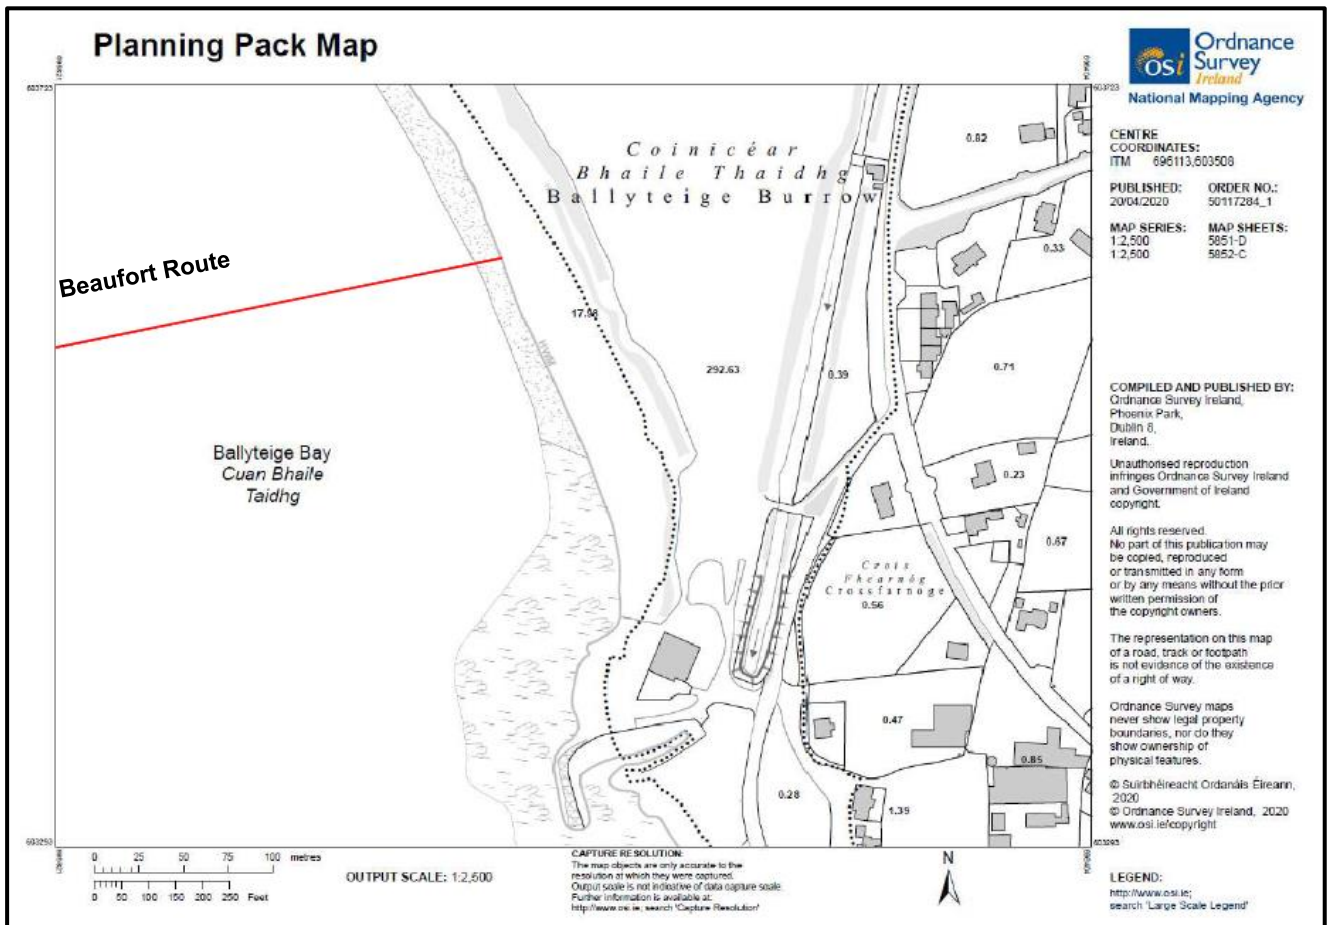 Planning Pack Map
OSi Ordnance
Survey
Ireland
National Mapping Agency
603723
603723
CENTRE
COORDINATES:
ITM 696113,603508
PUBLISHED: ORDER NO.:
20/04/2020 50117284_1
MAP SERIES: MAP SHEETS:
1:2,500 5851-D
1:2,500 5852-C
Coinicéar
Bhaile Thaidhg
Ballyteige Burrow
0.82
0.33
Beaufort Route
17.98
HWM
292.63
0.39
0.71
Ballyteige Bay
Cuan Bhaile
Taidhg
0.23
0.67
Crois
Fhearnóg
Crossfarnoge
0.56
0.47
0.85
0.28
1.39
COMPILED AND PUBLISHED BY:
Ordnance Survey Ireland,
Phoenix Park,
Dublin 8,
Ireland.
Unauthorised reproduction
infringes Ordnance Survey Ireland
and Government of Ireland
copyright.
All rights reserved.
No part of this publication may
be copied, reproduced
or transmitted in any form
or by any means without the prior
written permission of
the copyright owners.
The representation on this map
of a road, track or footpath
is not evidence of the existence
of a right of way.
Ordnance Survey maps
never show legal property
boundaries, nor do they
show ownership of
physical features.
© Suirbhéireacht Ordanáis Éireann,
2020
© Ordnance Survey Ireland, 2020
www.osi.ie/copyright
603293
603293
0 25 50 75 100 metres
0 50 100 150 200 250 Feet
OUTPUT SCALE: 1:2,500
CAPTURE RESOLUTION:
The map objects are only accurate to the
resolution at which they were captured.
Output scale is not indicative of data capture scale.
Further information is available at:
http://www.osi.ie; search 'Capture Resolution'
N
LEGEND:
http://www.osi.ie;
search 'Large Scale Legend'